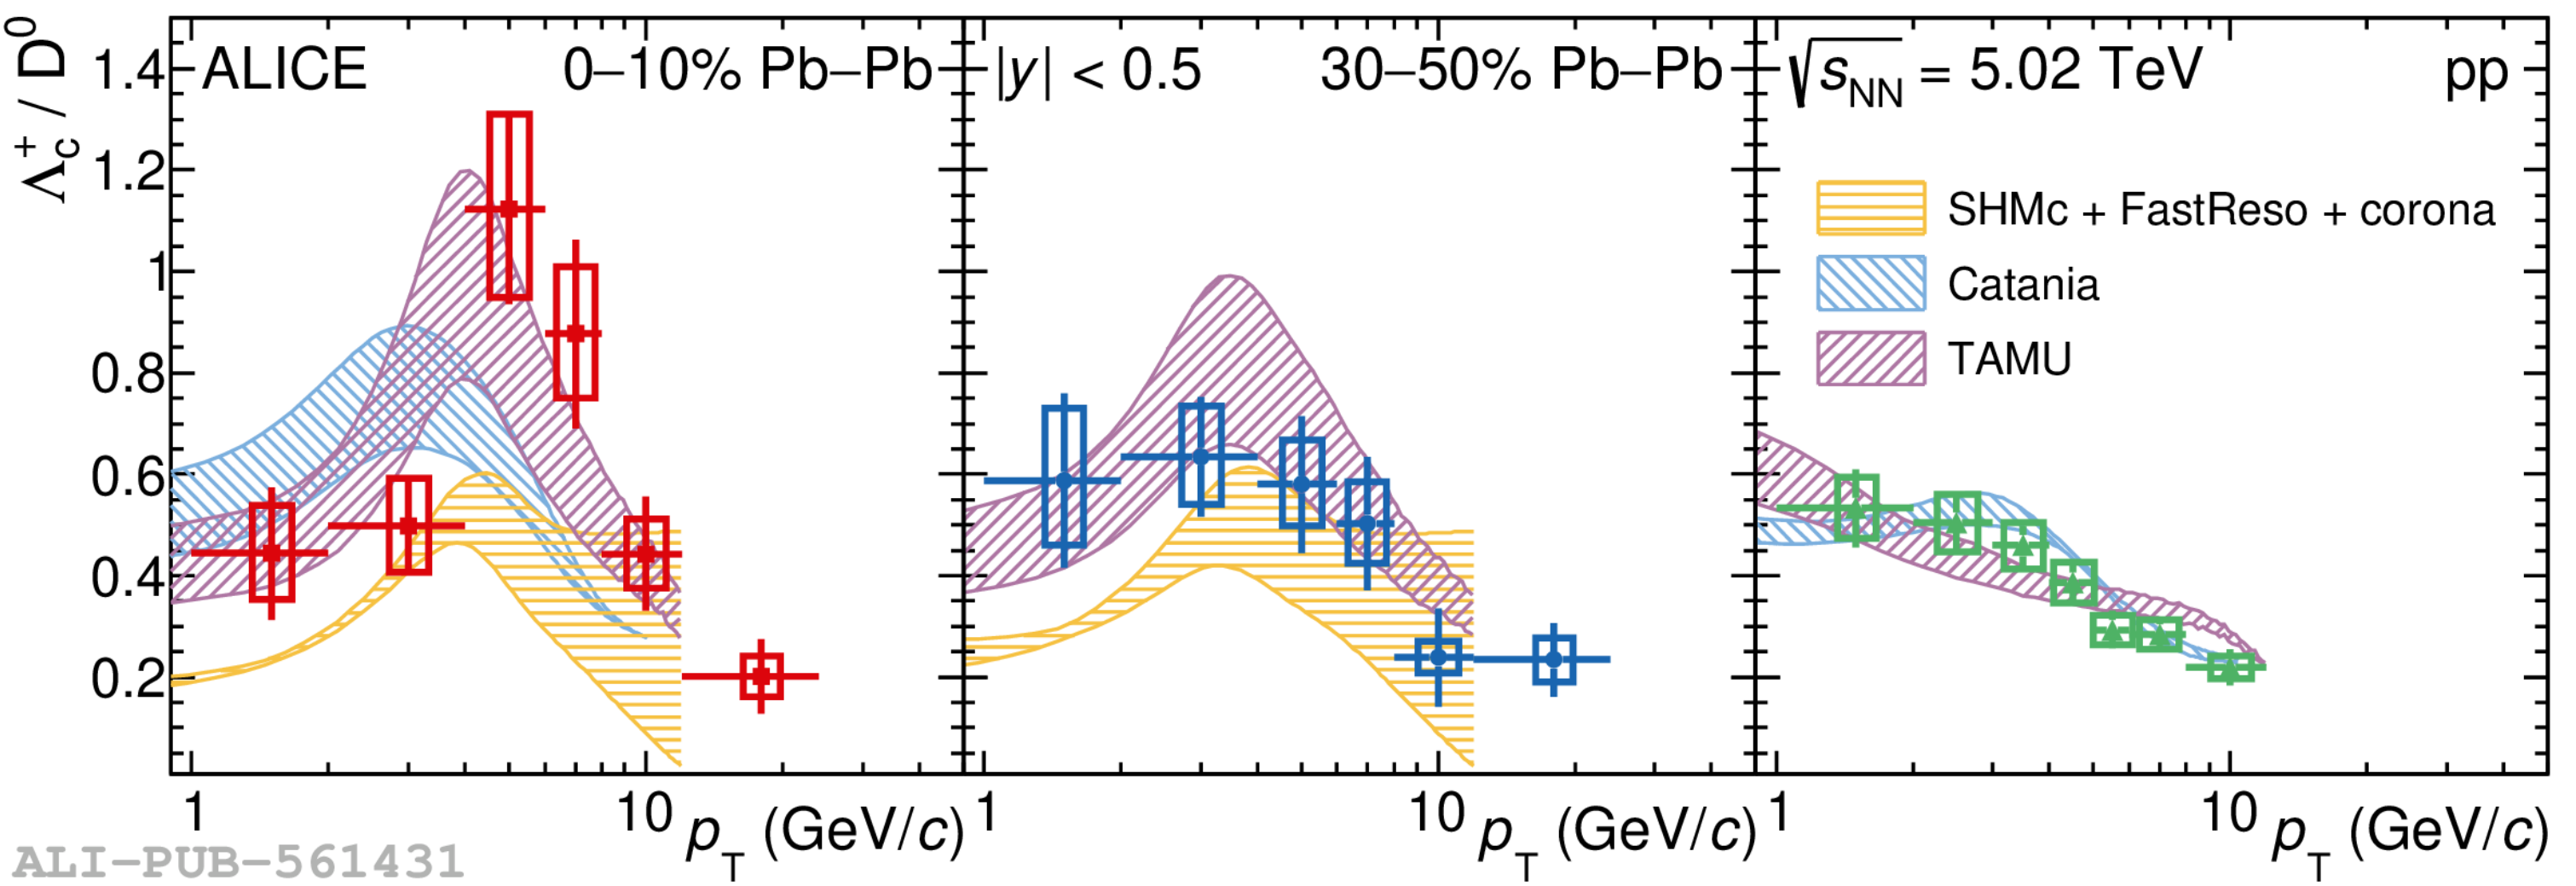 Λc+ / D0
ALICE 0–10% Pb–Pb
|y| < 0.5 30–50% Pb–Pb
√sNN = 5.02 TeV pp
1.4
1.2
1
0.8
0.6
0.4
0.2
SHMc + FastReso + corona
Catania
TAMU
1 10 pT (GeV/c)
1 10 pT (GeV/c)
1 10 pT (GeV/c)
ALI-PUB-561431